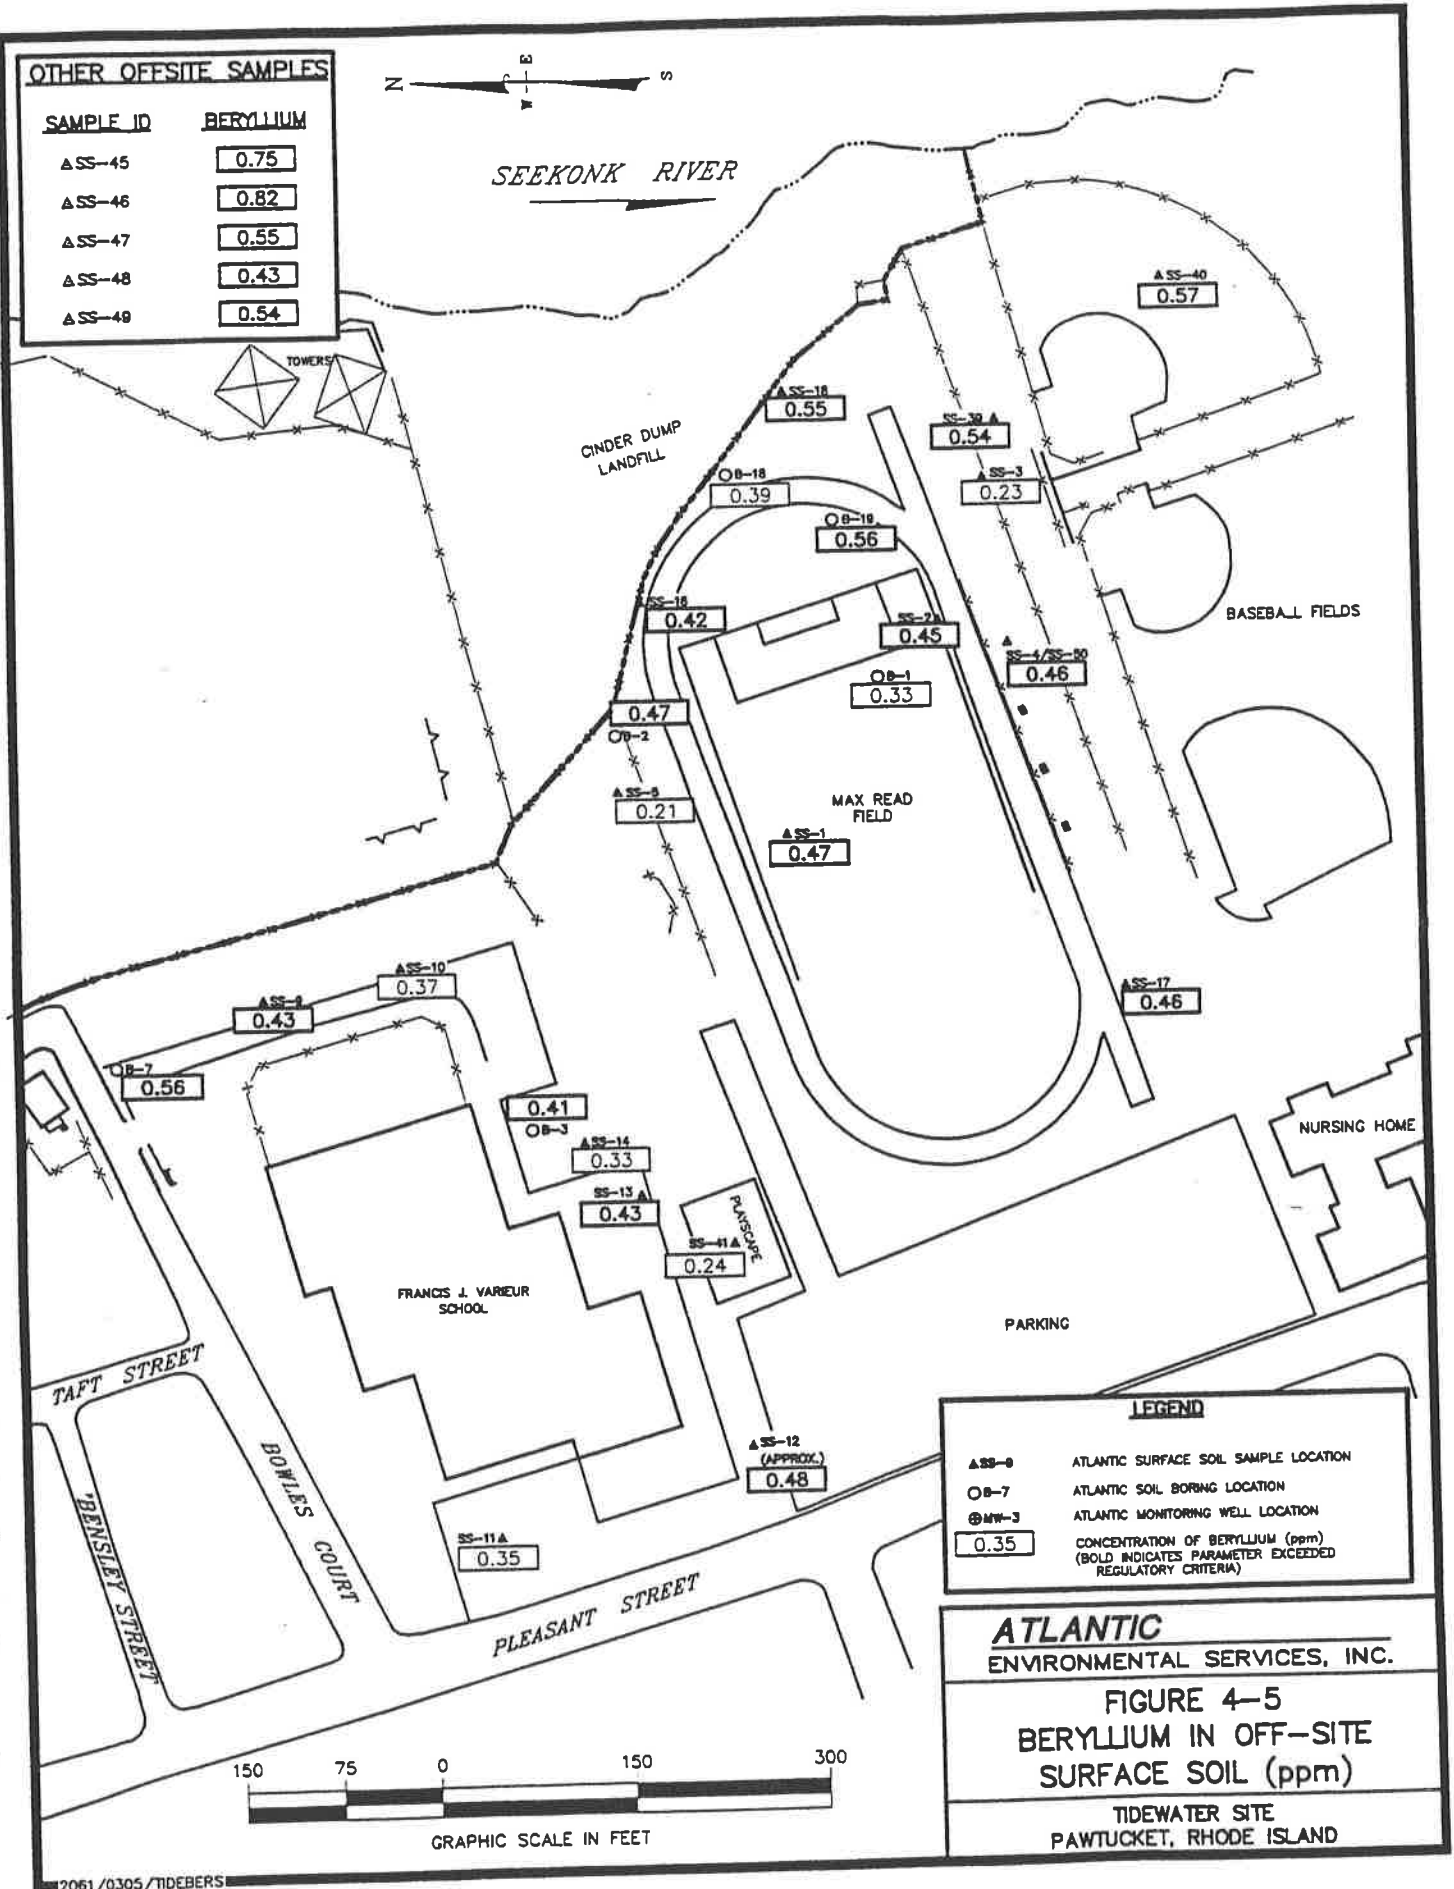 OTHER OFFSITE SAMPLES
SAMPLE ID BERYLLIUM
SS-45 0.75
SS-46 0.82
SS-47 0.55
SS-48 0.43
SS-49 0.54
N E W S
SEEKONK RIVER
TOWERS
CINDER DUMP
LANDFILL
SS-40
0.57
SS-18
0.55
SS-39
0.54
B-18
0.39
SS-3
0.23
B-19
0.56
SS-16
0.42
SS-2
0.45
BASEBALL FIELDS
SS-4/SS-50
0.46
B-1
0.33
0.47
B-2
SS-8
0.21
MAX READ
FIELD
SS-1
0.47
SS-10
0.37
SS-9
0.43
SS-17
0.46
B-7
0.56
0.41
B-3
NURSING HOME
SS-14
0.33
SS-13
0.43
PLAYSCAPE
SS-41
0.24
FRANCIS J. VARIEUR
SCHOOL
PARKING
TAFT STREET
BOWLES COURT
BENSLEY STREET
SS-12
(APPROX.)
0.48
SS-11
0.35
PLEASANT STREET
LEGEND
SS-9 ATLANTIC SURFACE SOIL SAMPLE LOCATION
B-7 ATLANTIC SOIL BORING LOCATION
MW-3 ATLANTIC MONITORING WELL LOCATION
0.35 CONCENTRATION OF BERYLLIUM (ppm)
(BOLD INDICATES PARAMETER EXCEEDED
REGULATORY CRITERIA)
ATLANTIC
ENVIRONMENTAL SERVICES, INC.
FIGURE 4-5
BERYLLIUM IN OFF-SITE
SURFACE SOIL (ppm)
TIDEWATER SITE
PAWTUCKET, RHODE ISLAND
150 75 0 150 300
GRAPHIC SCALE IN FEET
2061/0305/TIDEBERS